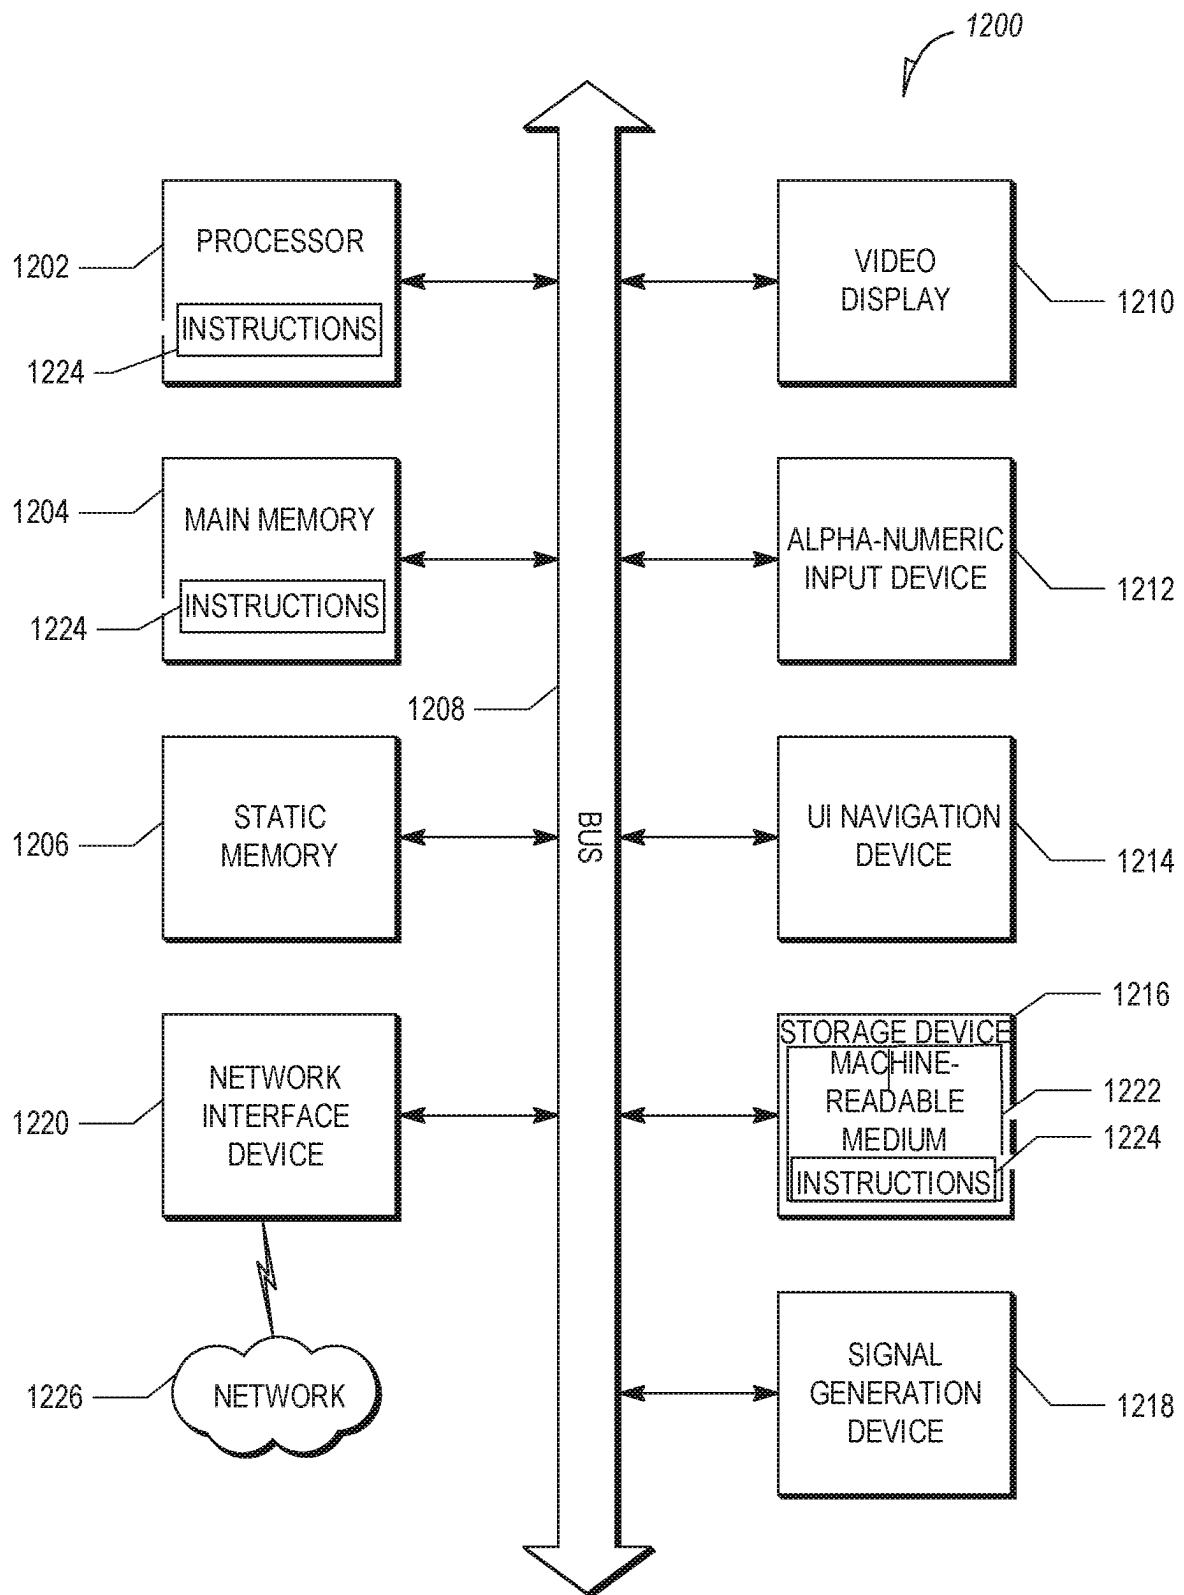 1200
PROCESSOR
1202
INSTRUCTIONS
1224
VIDEO
DISPLAY
1210
1204
MAIN MEMORY
INSTRUCTIONS
1224
ALPHA-NUMERIC
INPUT DEVICE
1212
1208
BUS
STATIC
MEMORY
1206
UI NAVIGATION
DEVICE
1214
NETWORK
INTERFACE
DEVICE
1220
1216
STORAGE DEVICE
MACHINE-
READABLE
MEDIUM
1222
1224
INSTRUCTIONS
1226
NETWORK
SIGNAL
GENERATION
DEVICE
1218